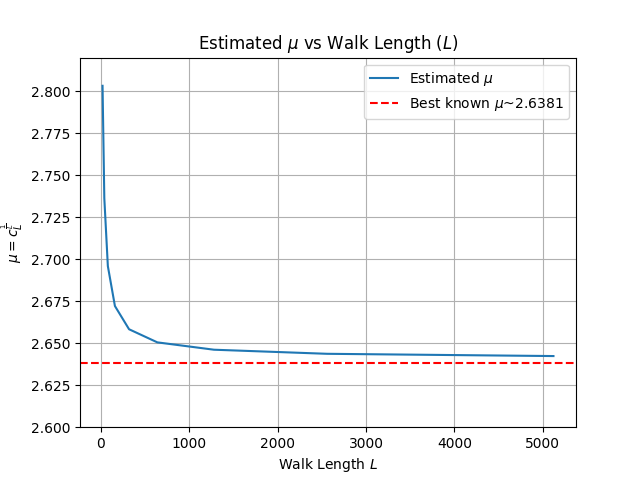 Estimated μ vs Walk Length (L)
Estimated μ
Best known μ~2.6381
2.800
2.775
2.750
2.725
2.700
2.675
2.650
2.625
2.600
μ = c_L^{1/L}
0 1000 2000 3000 4000 5000
Walk Length L